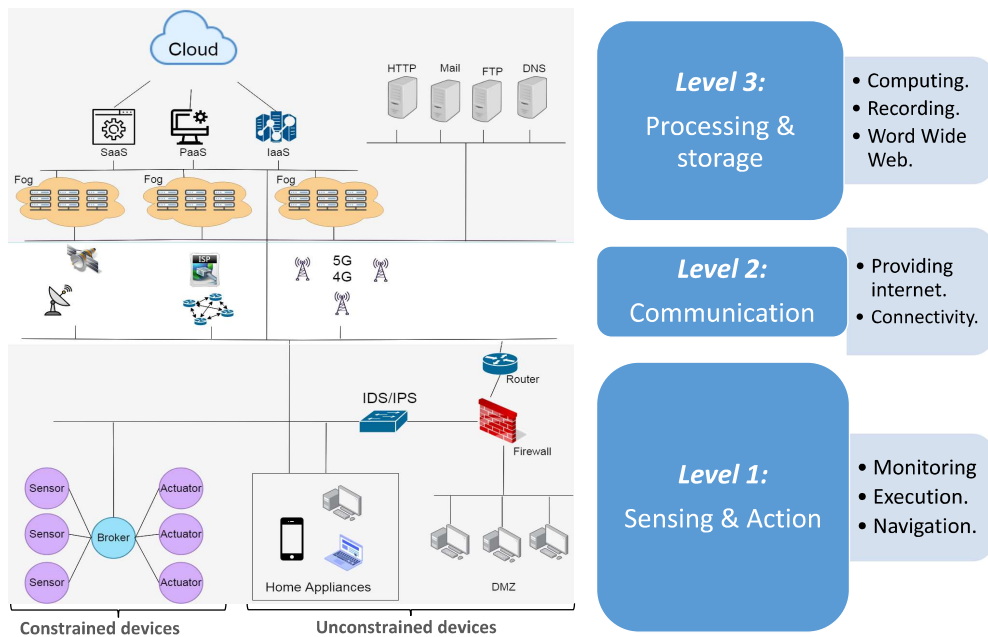 Cloud
SaaS
PaaS
IaaS
HTTP
Mail
FTP
DNS
Fog
Fog
Fog
ISP
5G
4G
Router
IDS/IPS
Firewall
Sensor
Sensor
Sensor
Broker
Actuator
Actuator
Actuator
Home Appliances
DMZ
Constrained devices
Unconstrained devices
Level 3:
Processing &
storage
• Computing.
• Recording.
• Word Wide
Web.
Level 2:
Communication
• Providing
internet.
• Connectivity.
Level 1:
Sensing & Action
• Monitoring
• Execution.
• Navigation.